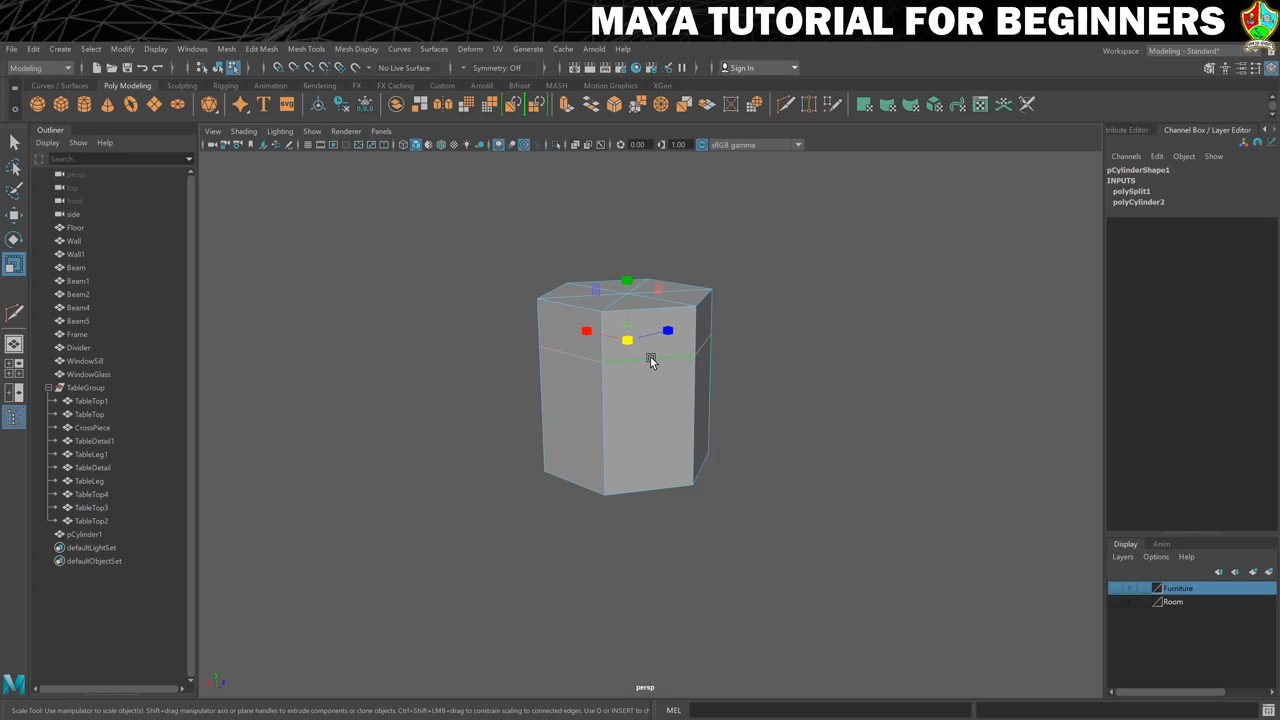 MAYA TUTORIAL FOR BEGINNERS
File Edit Create Select Modify Display Windows Mesh Edit Mesh Mesh Tools Mesh Display Curves Surfaces Deform UV Generate Cache Arnold Help
Workspace : Modeling - Standard*
Modeling No Live Surface Symmetry: Off Sign In
Curves / Surfaces Poly Modeling Sculpting Rigging Animation Rendering FX FX Caching Custom Arnold Bifrost MASH Motion Graphics XGen
Outliner
Display Show Help
Search...
View Shading Lighting Show Renderer Panels
0.00 1.00 sRGB gamma
tribute Editor Channel Box / Layer Editor
Channels Edit Object Show
pCylinderShape1
INPUTS
polySplit1
polyCylinder2
persp
top
front
side
Floor
Wall
Wall1
Beam
Beam1
Beam2
Beam4
Beam5
Frame
Divider
WindowSill
WindowGlass
TableGroup
TableTop1
TableTop
CrossPiece
TableDetail1
TableLeg1
TableDetail
TableLeg
TableTop4
TableTop3
TableTop2
pCylinder1
defaultLightSet
defaultObjectSet
persp
Display Anim
Layers Options Help
P Furniture
Room
Scale Tool: Use manipulator to scale object(s). Shift+drag manipulator axis or plane handles to extrude components or clone objects. Ctrl+Shift+LMB+drag to constrain scaling to connected edges. Use D or INSERT to ch
MEL